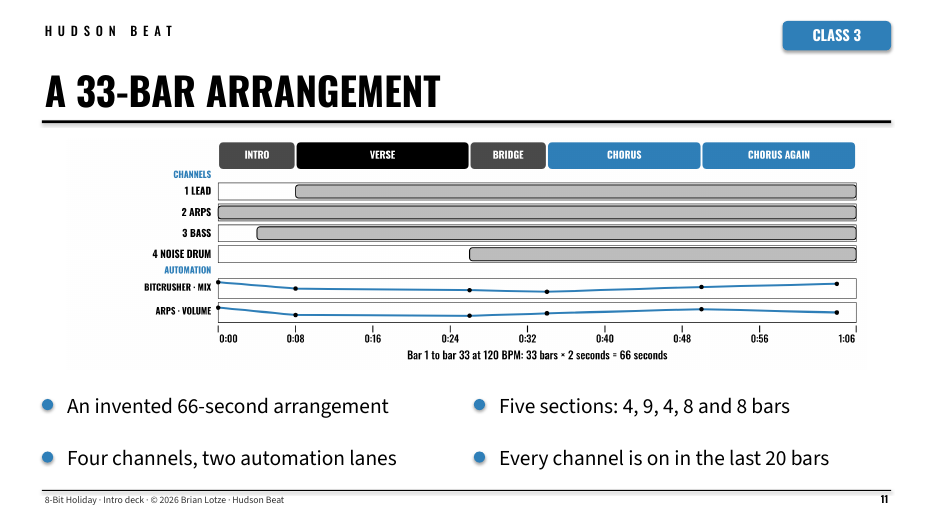 HUDSON BEAT
CLASS 3
A 33-BAR ARRANGEMENT
INTRO VERSE BRIDGE CHORUS CHORUS AGAIN
CHANNELS
1 LEAD
2 ARPS
3 BASS
4 NOISE DRUM
AUTOMATION
BITCRUSHER · MIX
ARPS · VOLUME
0:00 0:08 0:16 0:24 0:32 0:40 0:48 0:56 1:06
Bar 1 to bar 33 at 120 BPM: 33 bars × 2 seconds = 66 seconds
An invented 66-second arrangement
Four channels, two automation lanes
Five sections: 4, 9, 4, 8 and 8 bars
Every channel is on in the last 20 bars
8-Bit Holiday · Intro deck · © 2026 Brian Lotze · Hudson Beat
11